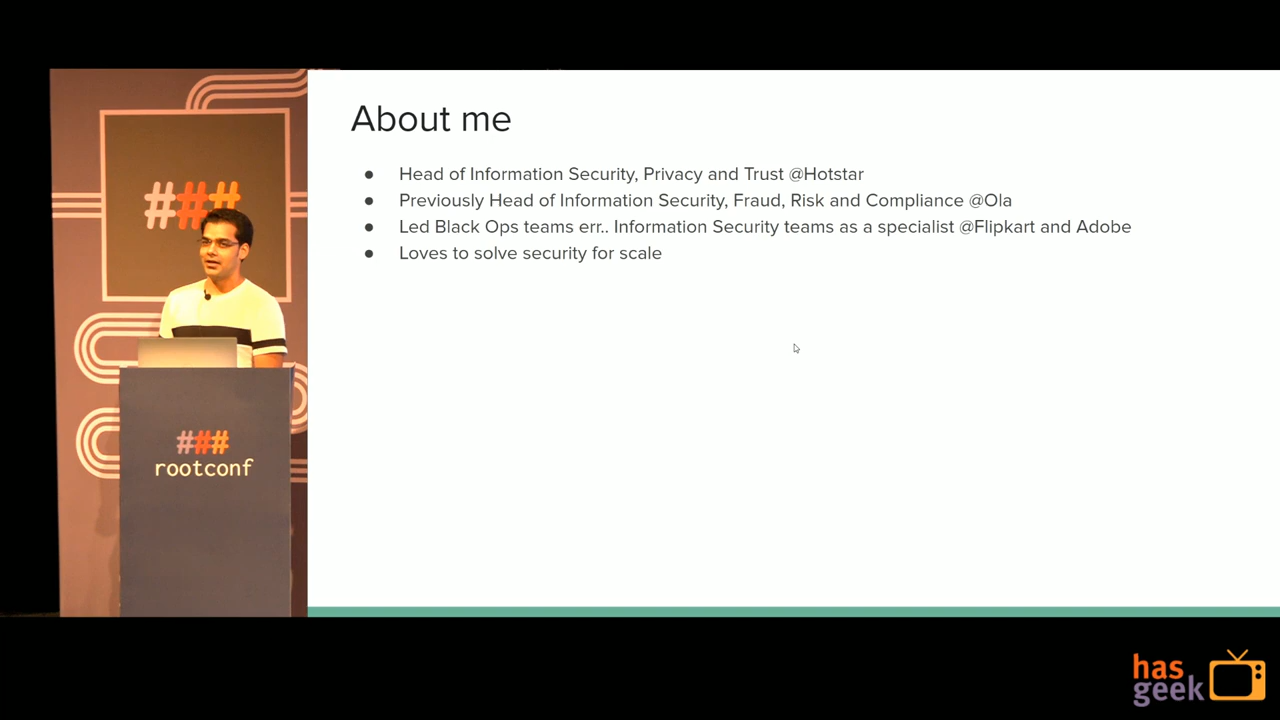 About me
● Head of Information Security, Privacy and Trust @Hotstar
● Previously Head of Information Security, Fraud, Risk and Compliance @Ola
● Led Black Ops teams err.. Information Security teams as a specialist @Flipkart and Adobe
● Loves to solve security for scale
###
###
rootconf
has
geek